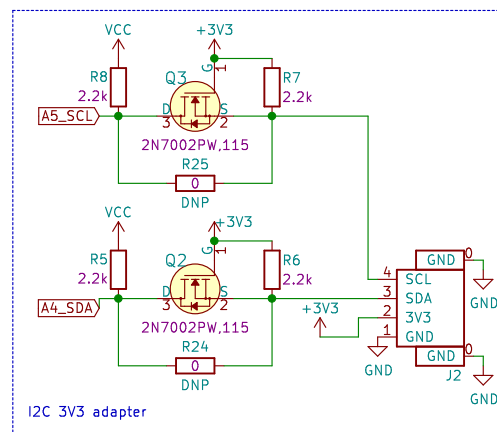 VCC
+3V3
R8
2.2k
Q3
G
1
R7
2.2k
A5_SCL
D
3
S
2
2N7002PW,115
R25
0
DNP
VCC
+3V3
R5
2.2k
Q2
G
1
R6
2.2k
A4_SDA
D
3
S
2
2N7002PW,115
R24
0
DNP
+3V3
GND
0
4
SCL
3
SDA
2
3V3
1
GND
GND
0
J2
GND
GND
GND
I2C 3V3 adapter